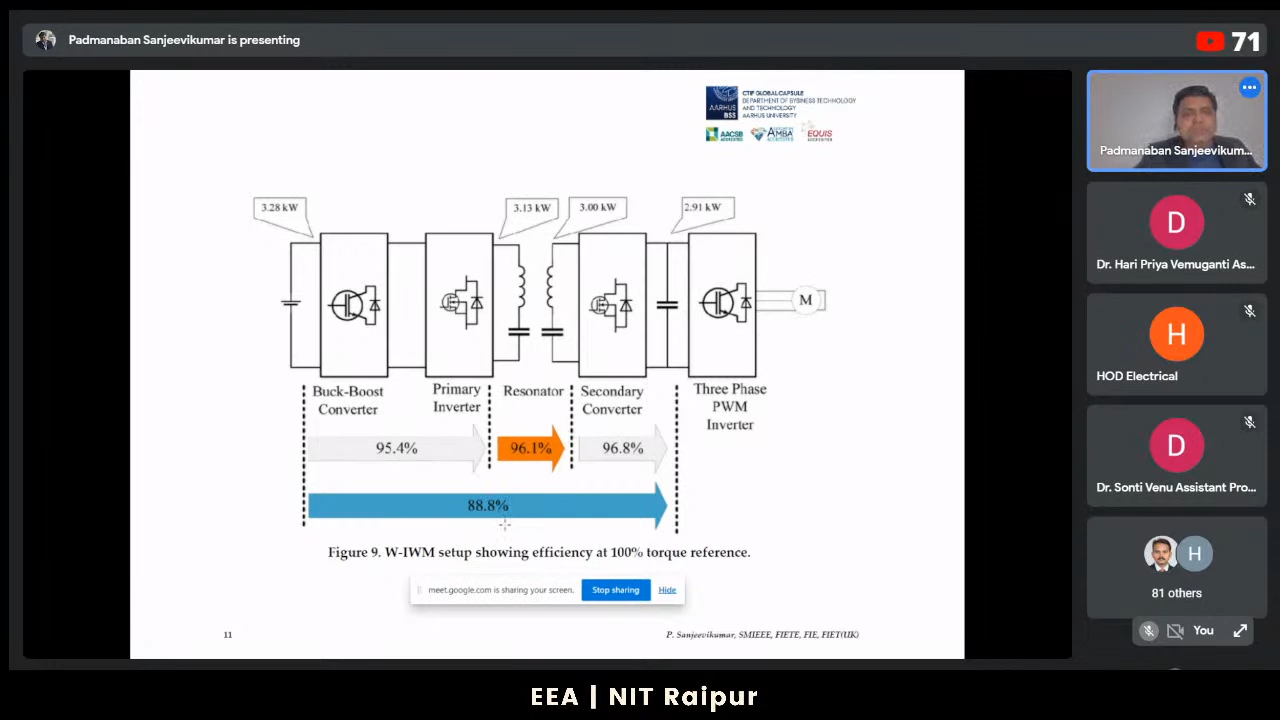 Padmanaban Sanjeevikumar is presenting
71
CTIF GLOBAL CAPSULE
DEPARTMENT OF BYSINESS TECHNOLOGY
AND TECHNOLOGY
AARHUS UNIVERSITY
AARHUS
BSS
AACSB
ACCREDITED
AMBA
ACCREDITED
EQUIS
ACCREDITED
3.28 kW
3.13 kW
3.00 kW
2.91 kW
M
Buck-Boost
Converter
Primary
Inverter
Resonator
Secondary
Converter
Three Phase
PWM
Inverter
95.4%
96.1%
96.8%
88.8%
Figure 9. W-IWM setup showing efficiency at 100% torque reference.
meet.google.com is sharing your screen.
Stop sharing
Hide
11
P. Sanjeevikumar, SMIEEE, FIETE, FIE, FIET(UK)
Padmanaban Sanjeevikum...
D
Dr. Hari Priya Vemuganti As...
H
HOD Electrical
D
Dr. Sonti Venu Assistant Pro...
H
81 others
You
EEA | NIT Raipur